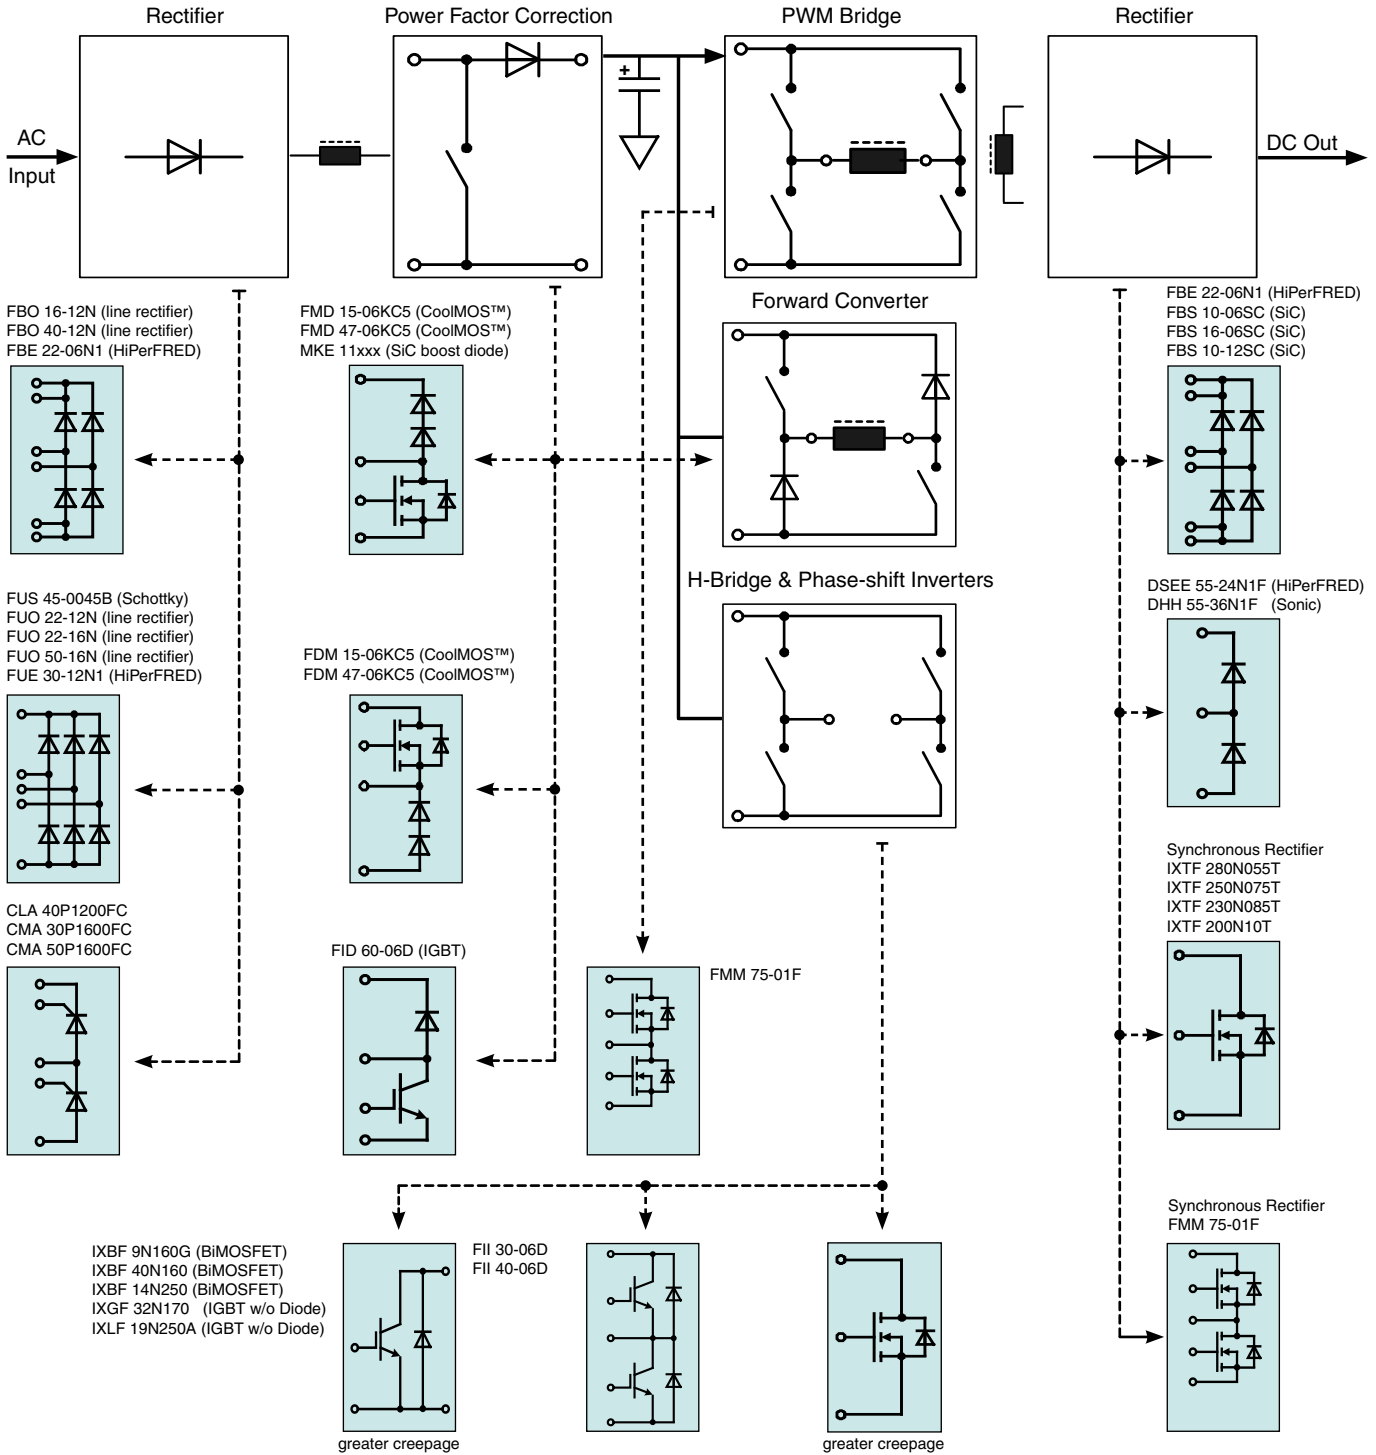 Rectifier
Power Factor Correction
PWM Bridge
Rectifier
AC
Input
+
DC Out
FBO 16-12N (line rectifier)
FBO 40-12N (line rectifier)
FBE 22-06N1 (HiPerFRED)
FMD 15-06KC5 (CoolMOS™)
FMD 47-06KC5 (CoolMOS™)
MKE 11xxx (SiC boost diode)
Forward Converter
FBE 22-06N1 (HiPerFRED)
FBS 10-06SC (SiC)
FBS 16-06SC (SiC)
FBS 10-12SC (SiC)
H-Bridge & Phase-shift Inverters
FUS 45-0045B (Schottky)
FUO 22-12N (line rectifier)
FUO 22-16N (line rectifier)
FUO 50-16N (line rectifier)
FUE 30-12N1 (HiPerFRED)
FDM 15-06KC5 (CoolMOS™)
FDM 47-06KC5 (CoolMOS™)
DSEE 55-24N1F (HiPerFRED)
DHH 55-36N1F (Sonic)
Synchronous Rectifier
IXTF 280N055T
IXTF 250N075T
IXTF 230N085T
IXTF 200N10T
CLA 40P1200FC
CMA 30P1600FC
CMA 50P1600FC
FID 60-06D (IGBT)
FMM 75-01F
Synchronous Rectifier
FMM 75-01F
IXBF 9N160G (BiMOSFET)
IXBF 40N160 (BiMOSFET)
IXBF 14N250 (BiMOSFET)
IXGF 32N170 (IGBT w/o Diode)
IXLF 19N250A (IGBT w/o Diode)
FII 30-06D
FII 40-06D
greater creepage
greater creepage